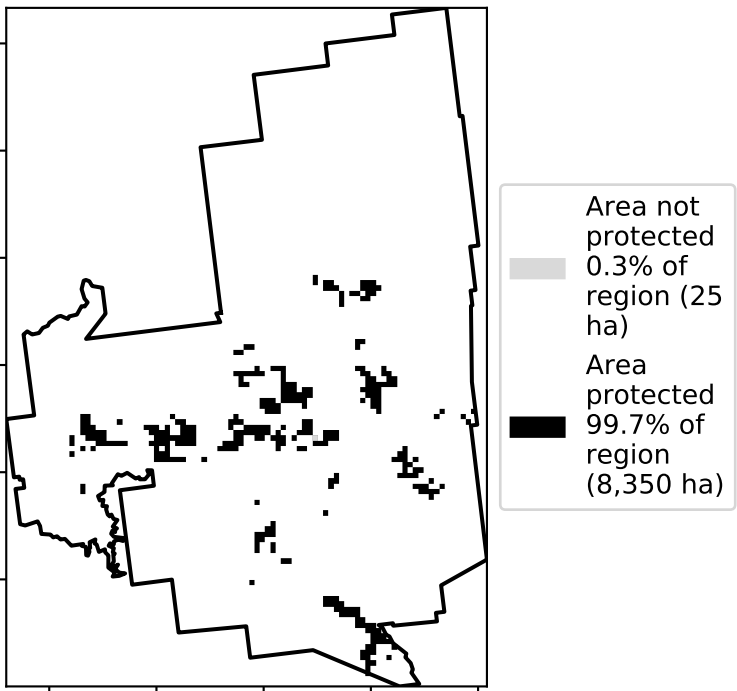 Area not
protected
0.3% of
region (25
ha)
Area
protected
99.7% of
region
(8,350 ha)